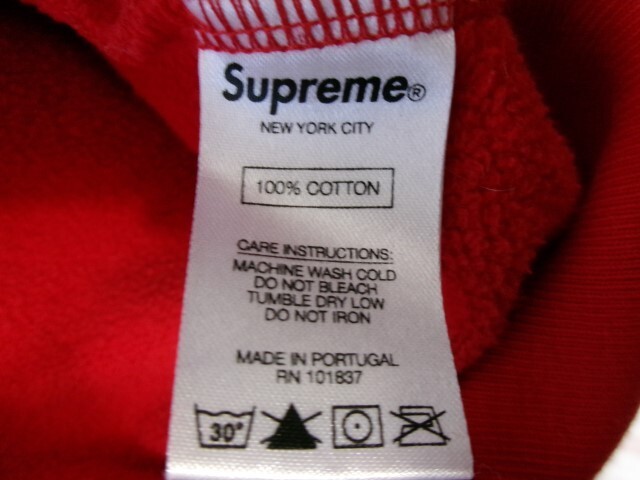 Supreme®
NEW YORK CITY
100% COTTON
CARE INSTRUCTIONS:
MACHINE WASH COLD
DO NOT BLEACH
TUMBLE DRY LOW
DO NOT IRON
MADE IN PORTUGAL
RN 101837
30°